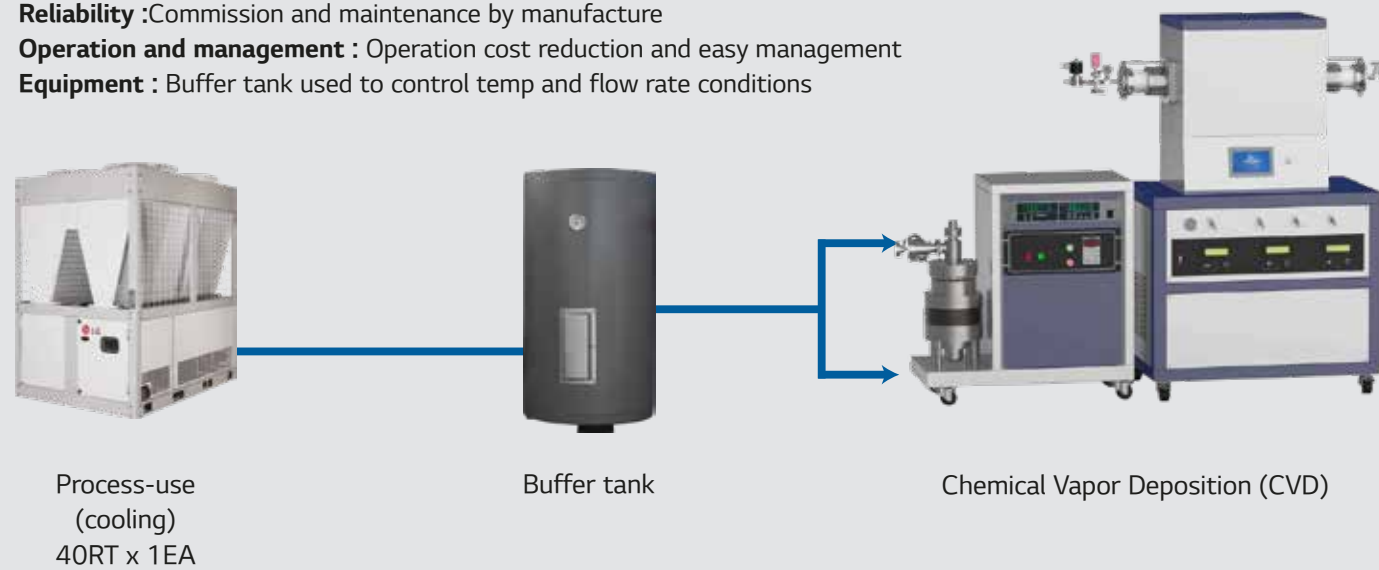 Reliability :Commission and maintenance by manufacture
Operation and management : Operation cost reduction and easy management
Equipment : Buffer tank used to control temp and flow rate conditions
LG
Process-use
(cooling)
40RT x 1EA
Buffer tank
Chemical Vapor Deposition (CVD)